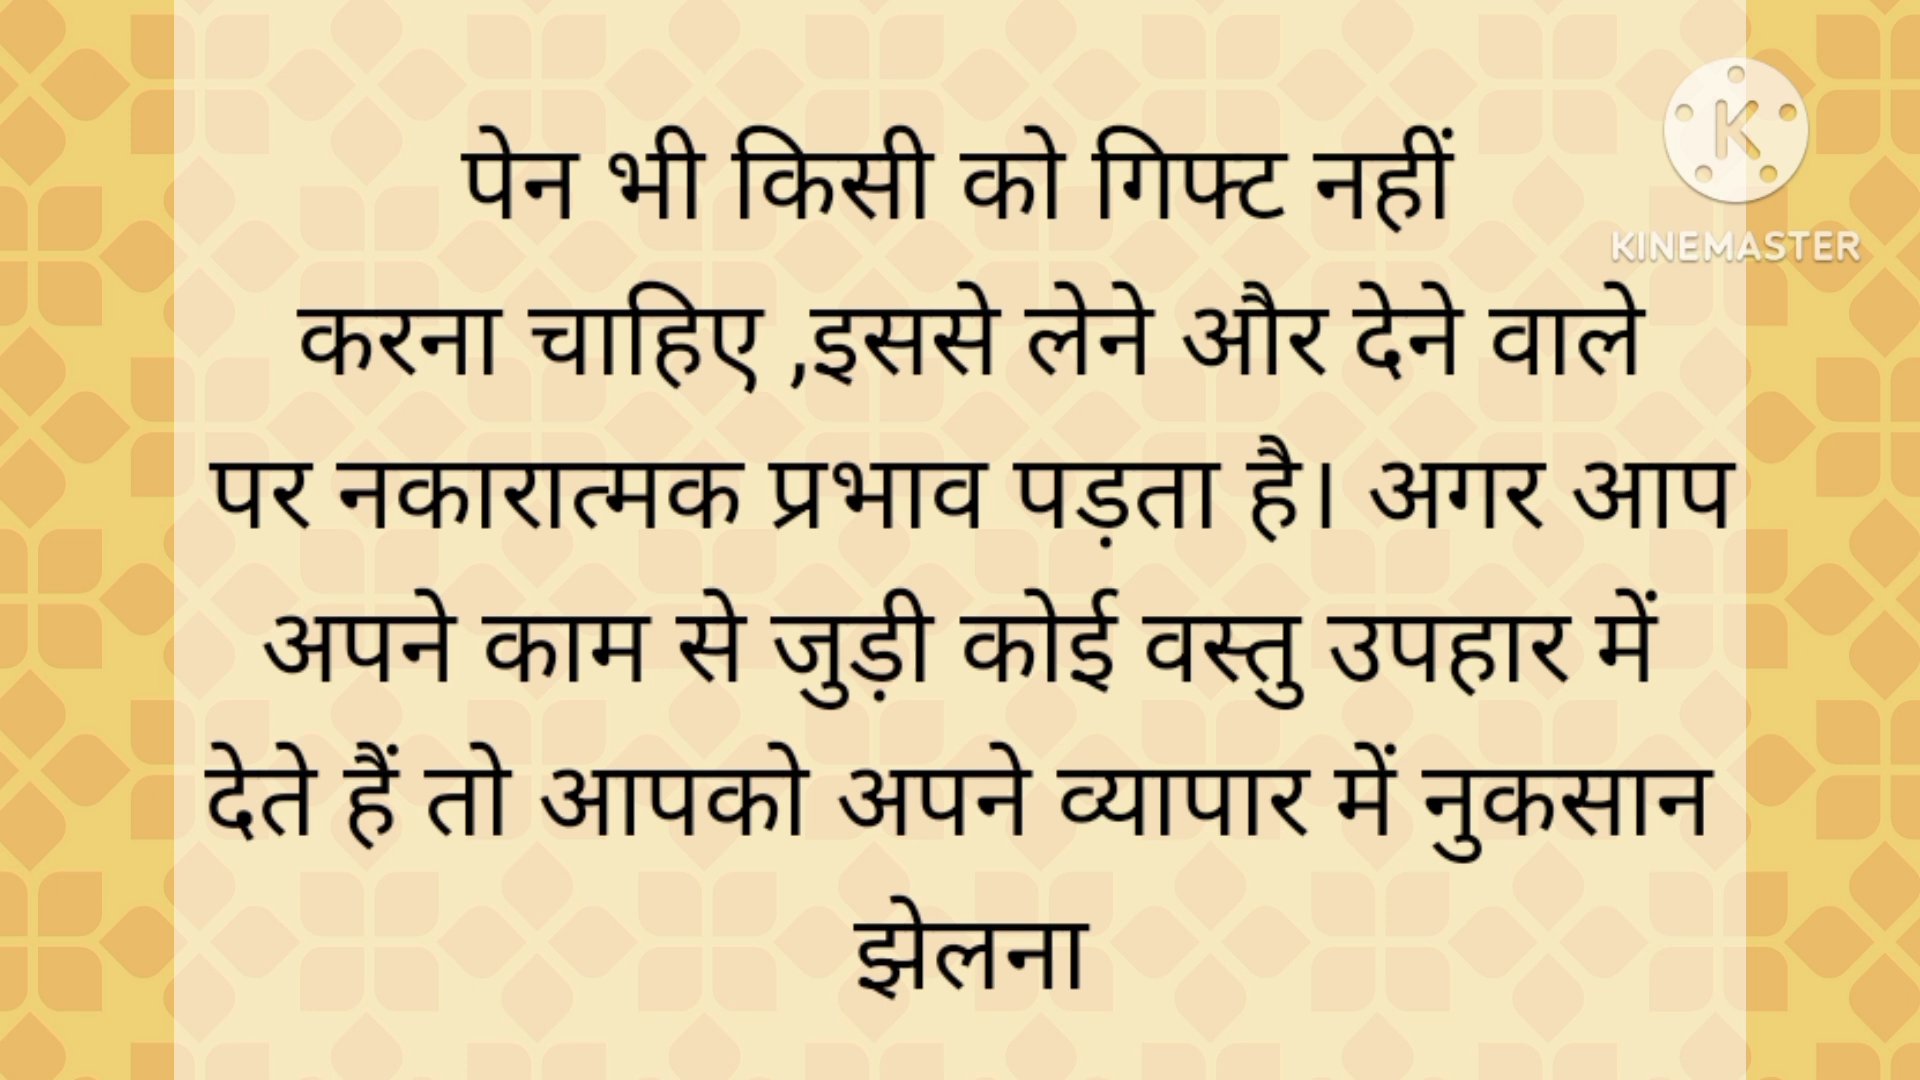 पेन भी किसी को गिफ्ट नहीं
करना चाहिए ,इससे लेने और देने वाले
पर नकारात्मक प्रभाव पड़ता है। अगर आप
अपने काम से जुड़ी कोई वस्तु उपहार में
देते हैं तो आपको अपने व्यापार में नुकसान
झेलना
K
KINEMASTER